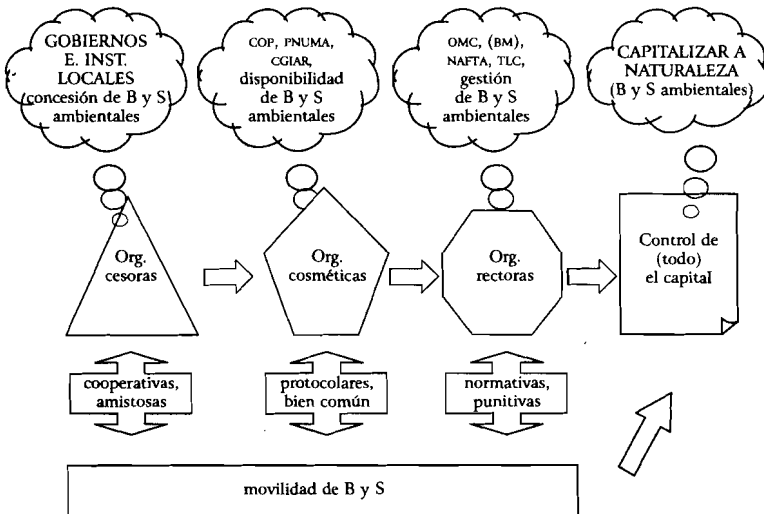 GOBIERNOS
E. INST.
LOCALES
concesión de B y S
ambientales
COP, PNUMA,
CGIAR,
disponibilidad
de B y S
ambientales
OMC, (BM),
NAFTA, TLC,
gestión
de B y S
ambientales
CAPITALIZAR A
NATURALEZA
(B y S ambientales)
Org.
cesoras
Org.
cosméticas
Org.
rectoras
Control de
(todo)
el capital
cooperativas,
amistosas
protocolares,
bien común
normativas,
punitivas
movilidad de B y S